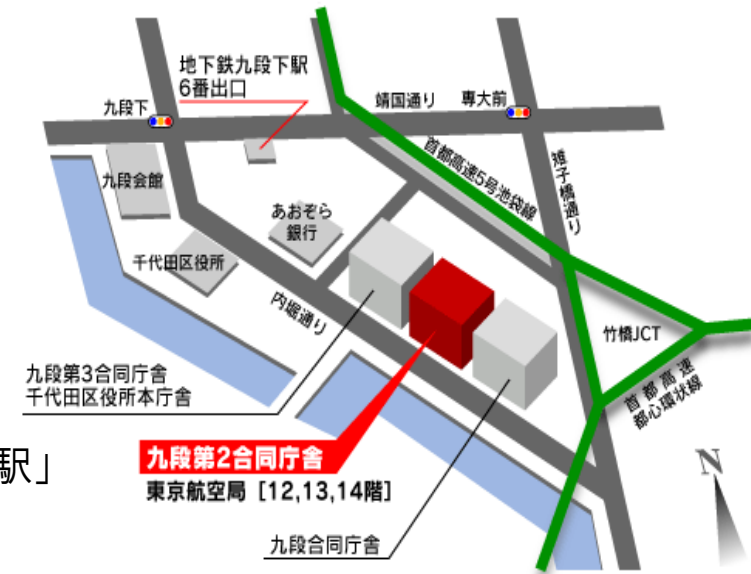 地下鉄九段下駅
6番出口
九段下
靖国通り
専大前
首都高速5号池袋線
雉子橋通り
九段会館
あおぞら
銀行
千代田区役所
内堀通り
竹橋JCT
首都高速
都心環状線
九段第3合同庁舎
千代田区役所本庁舎
九段第2合同庁舎
東京航空局［12,13,14階］
駅」
九段合同庁舎
N